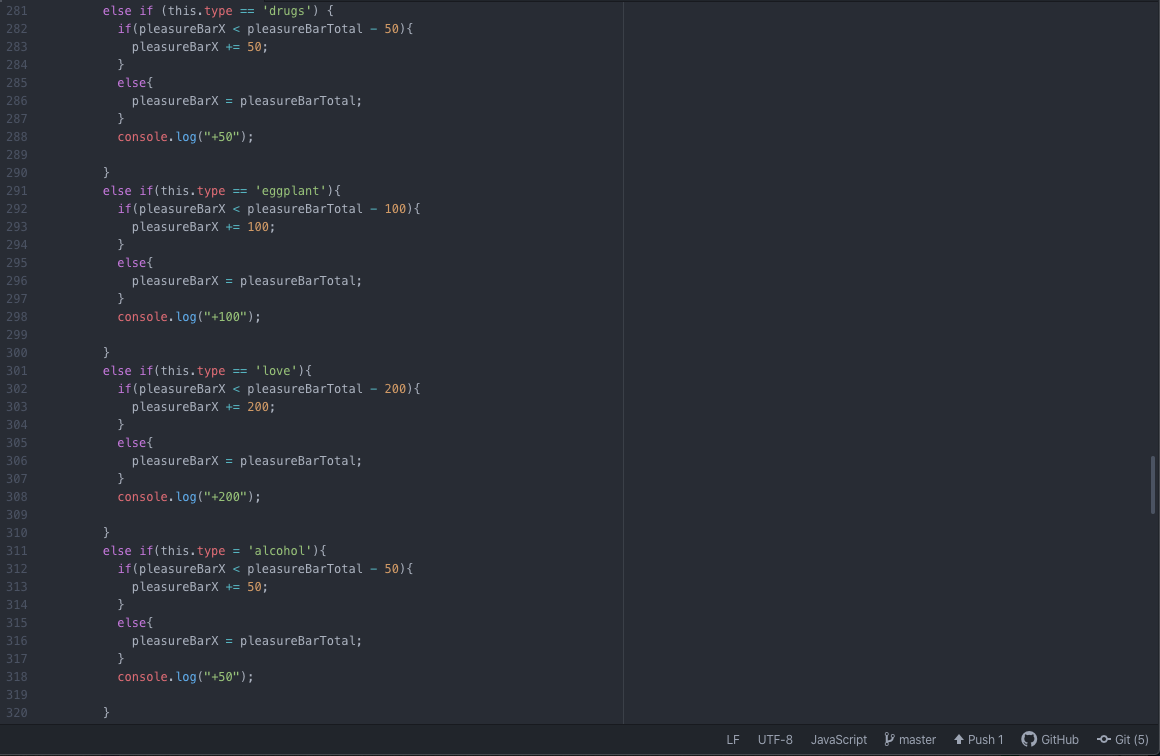 281 else if (this.type == 'drugs') {
282 if(pleasureBarX < pleasureBarTotal - 50){
283 pleasureBarX += 50;
284 }
285 else{
286 pleasureBarX = pleasureBarTotal;
287 }
288 console.log("+50");
289
290 }
291 else if(this.type == 'eggplant'){
292 if(pleasureBarX < pleasureBarTotal - 100){
293 pleasureBarX += 100;
294 }
295 else{
296 pleasureBarX = pleasureBarTotal;
297 }
298 console.log("+100");
299
300 }
301 else if(this.type == 'love'){
302 if(pleasureBarX < pleasureBarTotal - 200){
303 pleasureBarX += 200;
304 }
305 else{
306 pleasureBarX = pleasureBarTotal;
307 }
308 console.log("+200");
309
310 }
311 else if(this.type = 'alcohol'){
312 if(pleasureBarX < pleasureBarTotal - 50){
313 pleasureBarX += 50;
314 }
315 else{
316 pleasureBarX = pleasureBarTotal;
317 }
318 console.log("+50");
319
320 }
LF UTF-8 JavaScript master Push 1 GitHub Git (5)